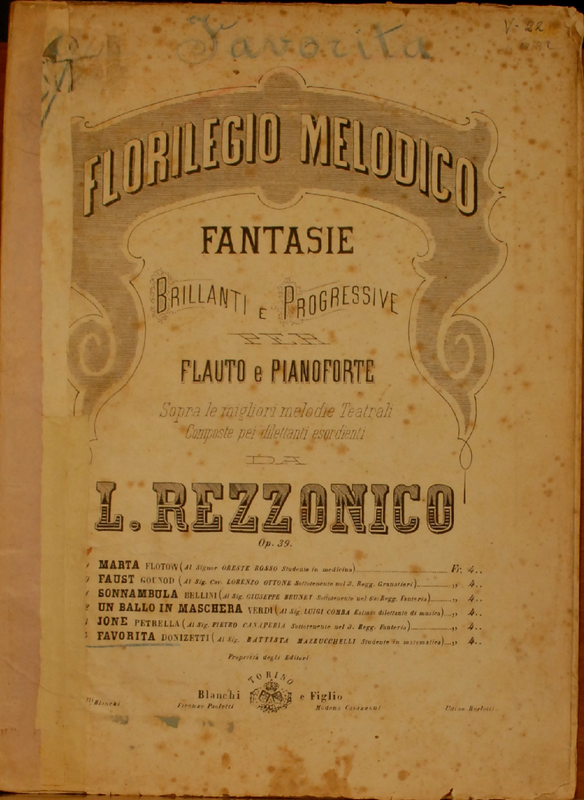 Favorita
V-22
FLORILEGIO MELODICO
FANTASIE
BRILLANTI E PROGRESSIVE
PER
FLAUTO e PIANOFORTE
Sopra le migliori melodie Teatrali
Composte pei dilettanti esordienti
DA
L. REZZONICO
Op. 39.
MARTA FLOTOW (Al Signor ORESTE ROSSO Studente in medicina) Fr. 4..
FAUST GOUNOD (Al Sig. Cav. LORENZO OTTONE Sottotenente nel 3. Regg. Granatieri) ,, 4..
SONNAMBULA BELLINI (Al Sig. GIUSEPPE BRUNET Sottotenente nel Regg. Fanteria) ,, 4..
UN BALLO IN MASCHERA VERDI (Al Sig. LUIGI COMBA Esimio dilettante di musica) ,, 4..
JONE PETRELLA (Al Sig. PIETRO CANAPERIA Sottotenente nel Regg. Fanteria) ,, 4..
FAVORITA DONIZETTI (Al Sig. BATTISTA MAZZUCCHELLI Studente in matematica) ,, 4..
Proprietà degli Editori
TORINO
Blanchi e Figlio
Firenze Paoletti
Modena
Udine